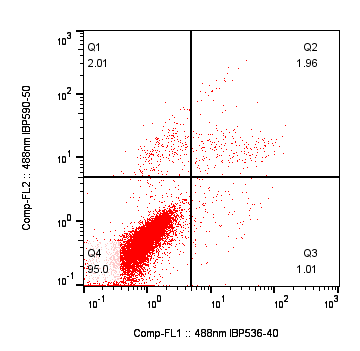 10³
Q1
2.01
Q2
1.96
10²
10¹
10⁰
Q4
95.0
Q3
1.01
10⁻¹
10⁻¹ 10⁰ 10¹ 10² 10³
Comp-FL2 :: 488nm IBP590-50
Comp-FL1 :: 488nm IBP536-40